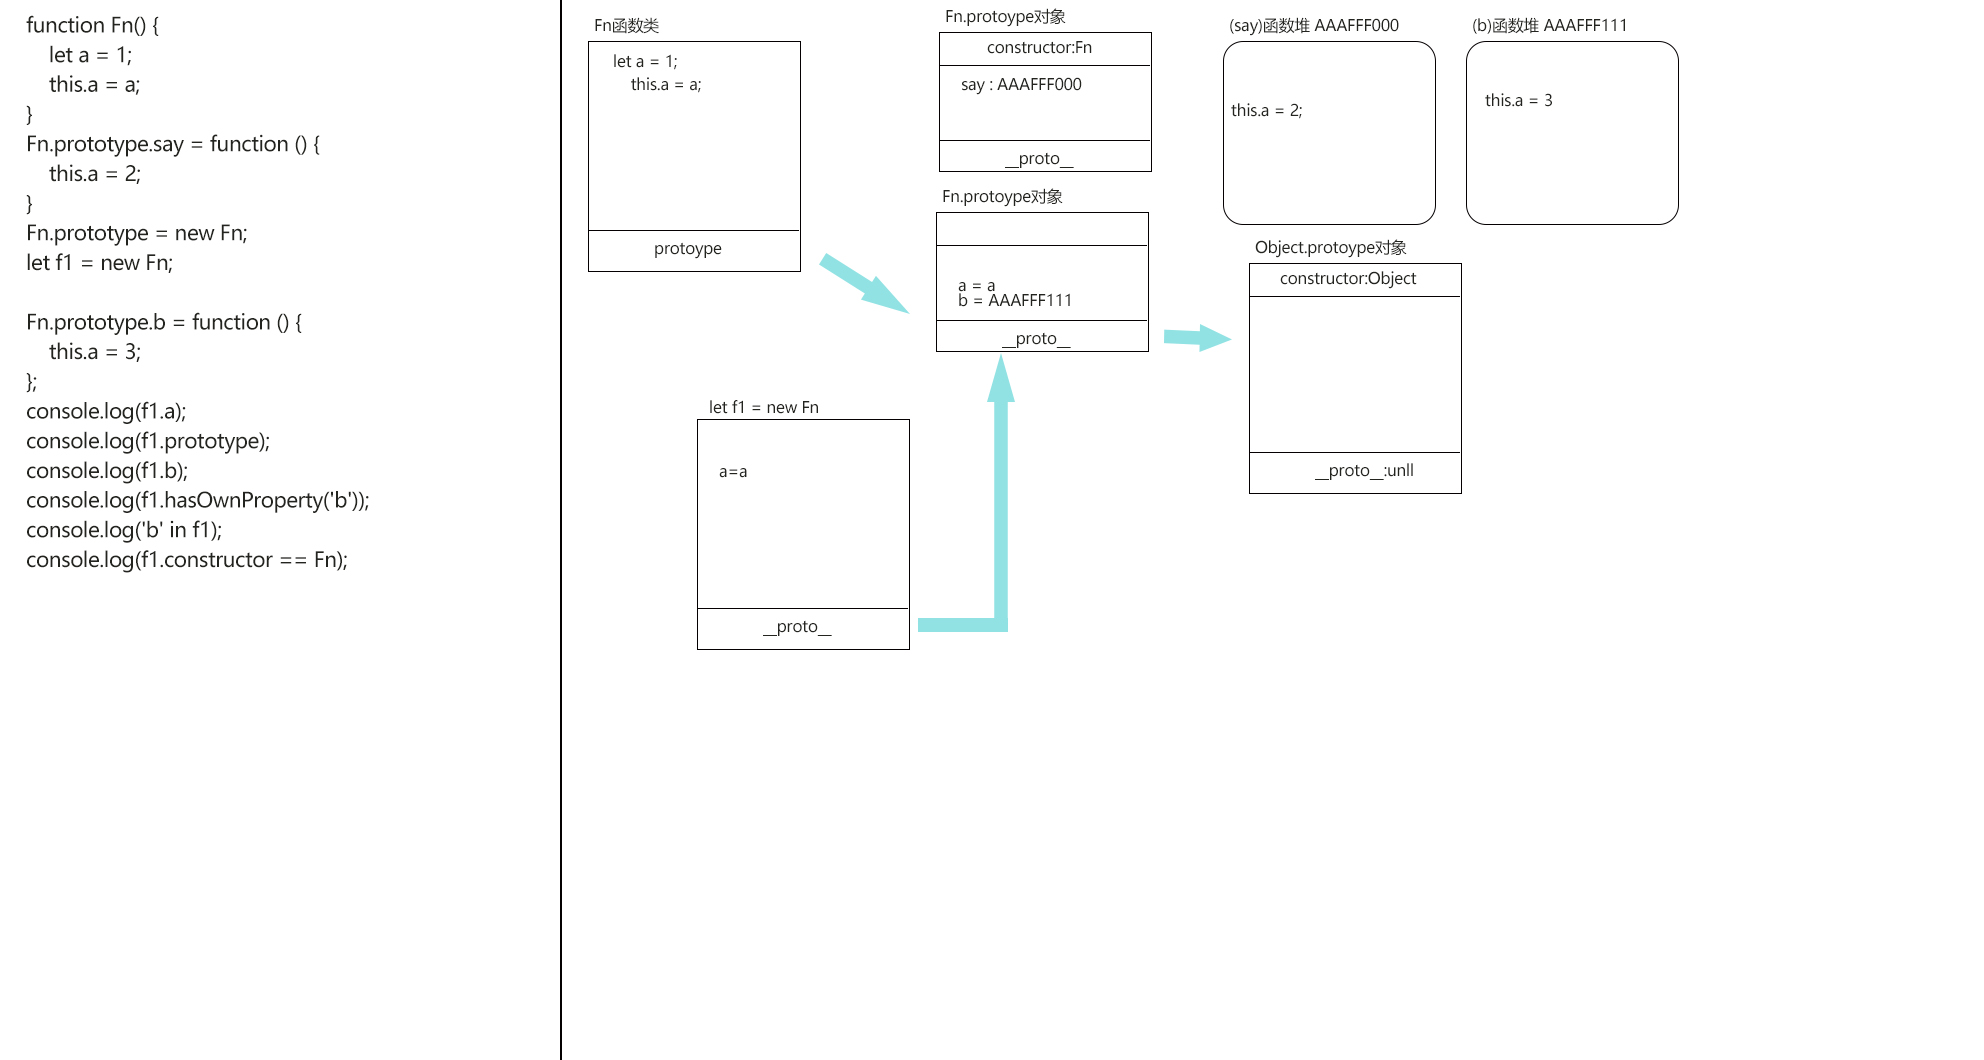 function Fn() {
let a = 1;
this.a = a;
}
Fn.prototype.say = function () {
this.a = 2;
}
Fn.prototype = new Fn;
let f1 = new Fn;
Fn.prototype.b = function () {
this.a = 3;
};
console.log(f1.a);
console.log(f1.prototype);
console.log(f1.b);
console.log(f1.hasOwnProperty('b'));
console.log('b' in f1);
console.log(f1.constructor == Fn);
Fn函数类
let a = 1;
this.a = a;
protoype
Fn.protoype对象
constructor:Fn
say : AAAFFF000
__proto__
Fn.protoype对象
a = a
b = AAAFFF111
__proto__
(say)函数堆 AAAFFF000
this.a = 2;
(b)函数堆 AAAFFF111
this.a = 3
Object.protoype对象
constructor:Object
__proto__:unll
let f1 = new Fn
a=a
__proto__